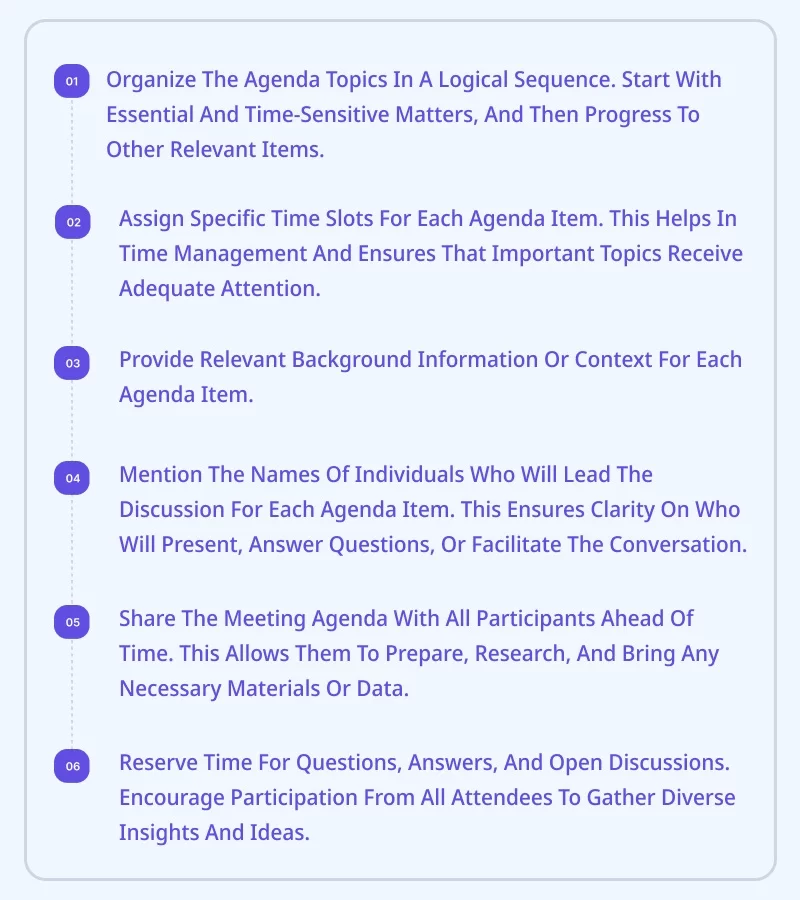 01
Organize The Agenda Topics In A Logical Sequence. Start With
Essential And Time-Sensitive Matters, And Then Progress To
Other Relevant Items.
02
Assign Specific Time Slots For Each Agenda Item. This Helps In
Time Management And Ensures That Important Topics Receive
Adequate Attention.
03
Provide Relevant Background Information Or Context For Each
Agenda Item.
04
Mention The Names Of Individuals Who Will Lead The
Discussion For Each Agenda Item. This Ensures Clarity On Who
Will Present, Answer Questions, Or Facilitate The Conversation.
05
Share The Meeting Agenda With All Participants Ahead Of
Time. This Allows Them To Prepare, Research, And Bring Any
Necessary Materials Or Data.
06
Reserve Time For Questions, Answers, And Open Discussions.
Encourage Participation From All Attendees To Gather Diverse
Insights And Ideas.